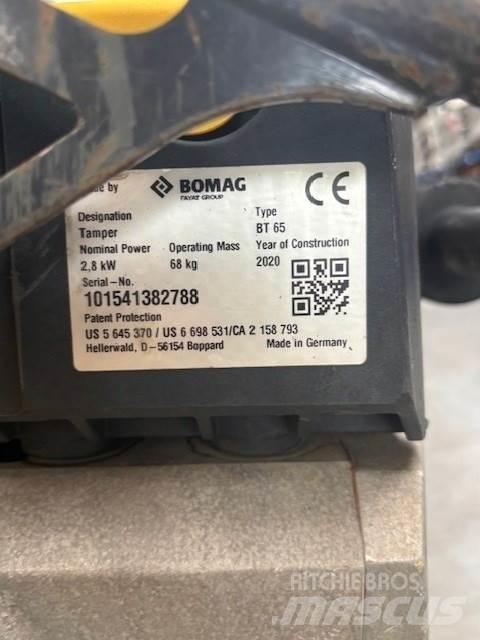 by BOMAG CE
FAYAT GROUP
Designation Type
Tamper BT 65
Nominal Power Operating Mass Year of Construction
2,8 kW 68 kg 2020
Serial-No.
101541382788
Patent Protection
US 5 645 370 / US 6 698 531/CA 2 158 793
Hellerwald, D-56154 Boppard Made in Germany
RITCHIE BROS.
MASCUS